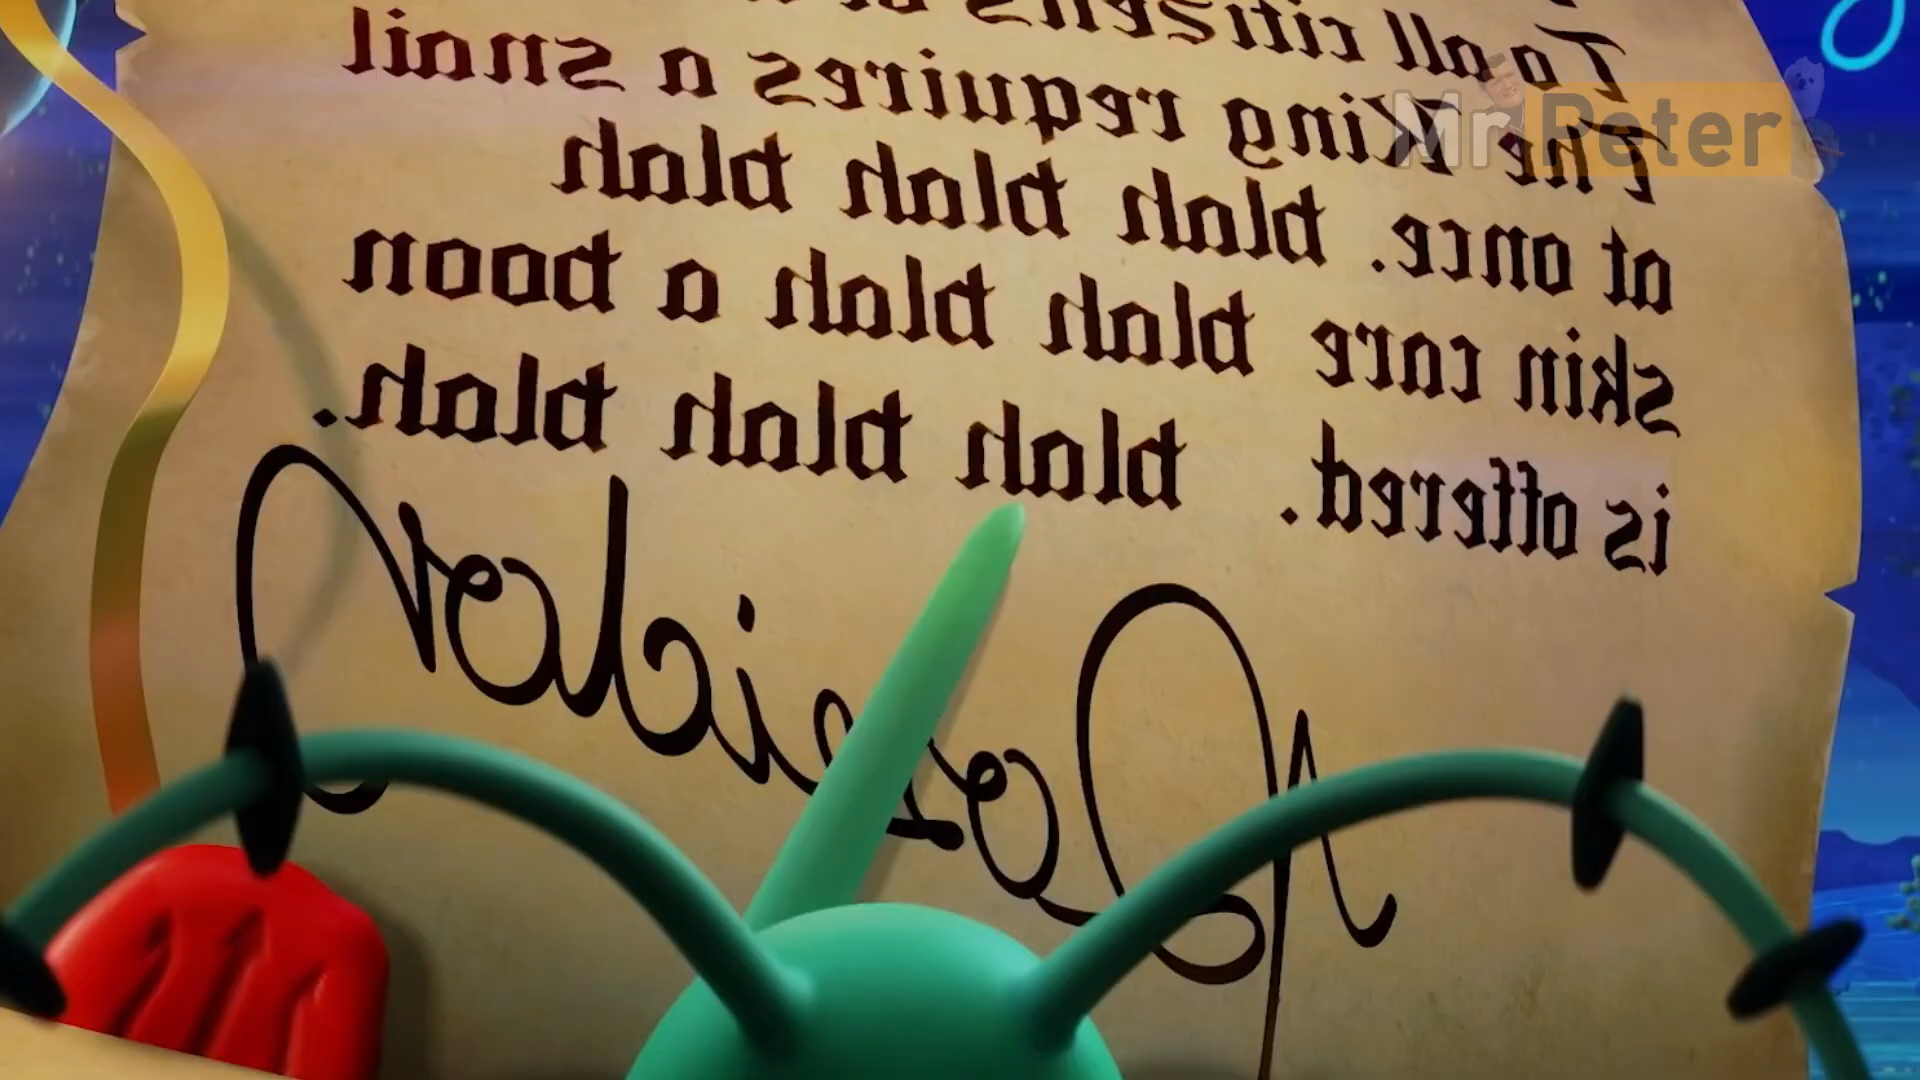 To all citizens
The King requires a snail
at once. blah blah blah
skin care blah blah a boon
is offered. blah blah blah.
Poseidon
Mr Peter